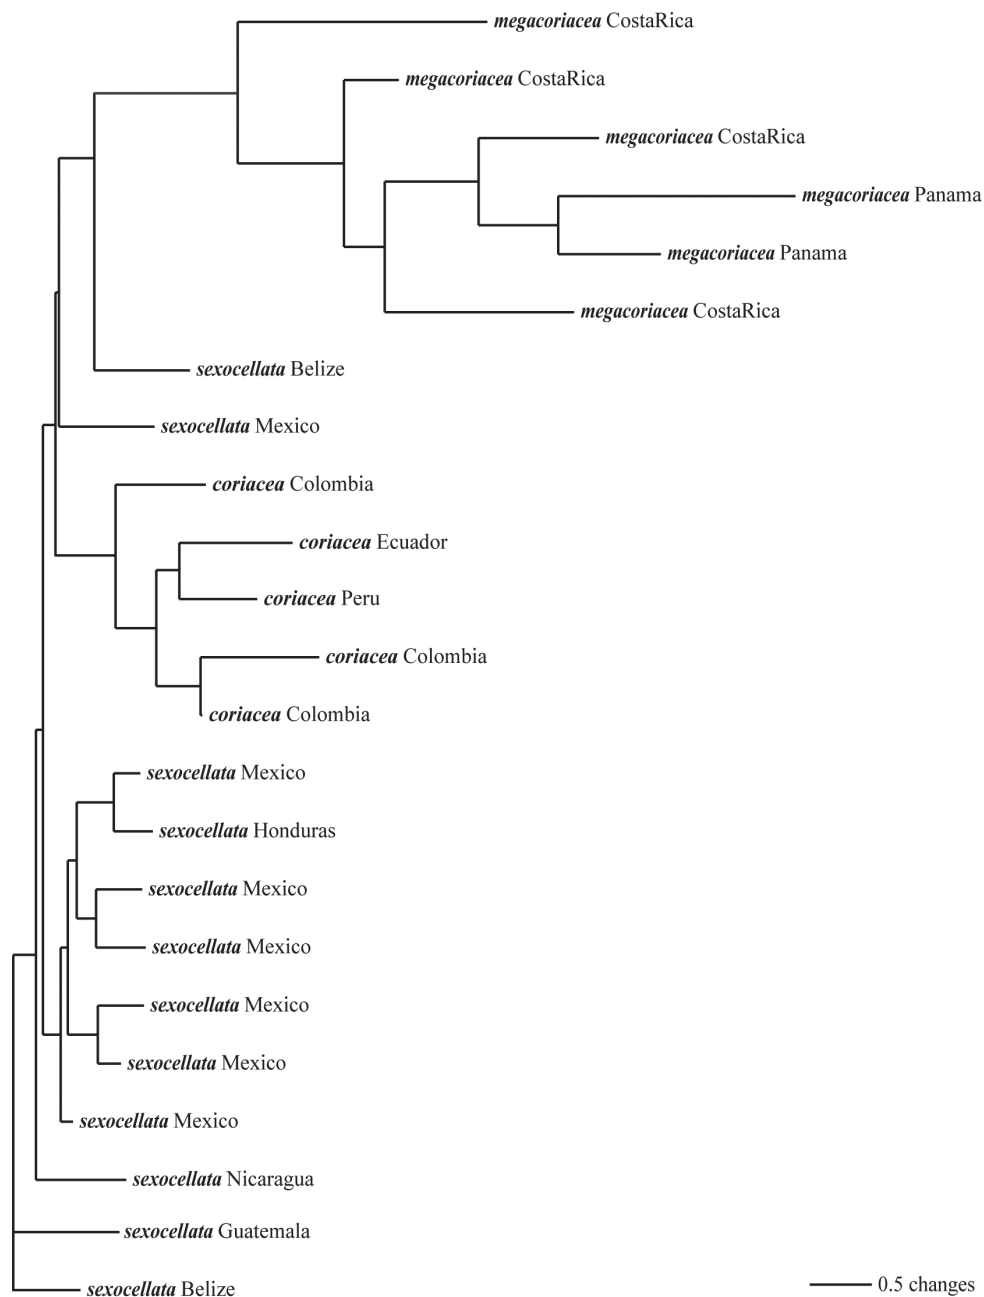 megacoriacea CostaRica
megacoriacea CostaRica
megacoriacea CostaRica
megacoriacea Panama
megacoriacea Panama
megacoriacea CostaRica
sexocellata Belize
sexocellata Mexico
coriacea Colombia
coriacea Ecuador
coriacea Peru
coriacea Colombia
coriacea Colombia
sexocellata Mexico
sexocellata Honduras
sexocellata Mexico
sexocellata Mexico
sexocellata Mexico
sexocellata Mexico
sexocellata Mexico
sexocellata Nicaragua
sexocellata Guatemala
sexocellata Belize
0.5 changes